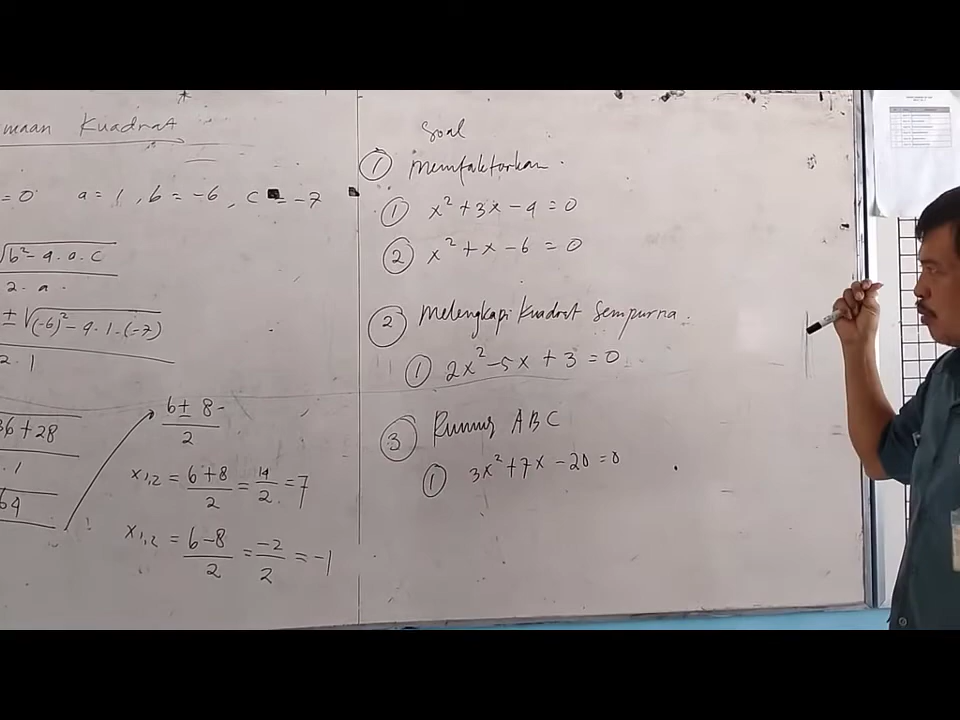 maan Kuadrat
= 0 a = 1 , b = -6 , c = -7
√b² - 4.a.c
2.a.
± √(-6)² - 4.1.(-7)
2.1
36 + 28
.1
64
6 ± 8
2
x₁,₂ = 6+8/2 = 14/2 = 7
x₁,₂ = 6-8/2 = -2/2 = -1
Soal
① Memfaktorkan.
① x² + 3x - 4 = 0
② x² + x - 6 = 0
② Melengkapi Kuadrat Sempurna.
① 2x² - 5x + 3 = 0
③ Rumus ABC
① 3x² + 7x - 20 = 0